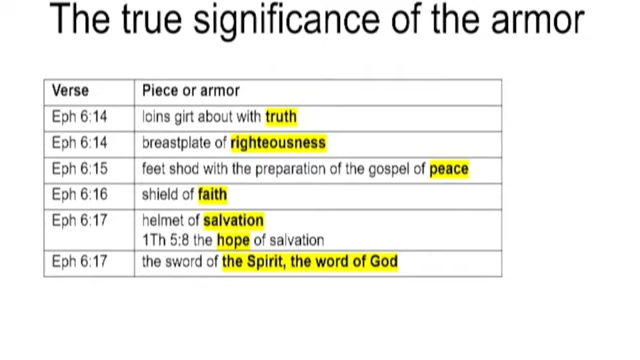 The true significance of the armor
Verse Piece or armor
Eph 6:14 loins girt about with truth
Eph 6:14 breastplate of righteousness
Eph 6:15 feet shod with the preparation of the gospel of peace
Eph 6:16 shield of faith
Eph 6:17 helmet of salvation
1Th 5:8 the hope of salvation
Eph 6:17 the sword of the Spirit, the word of God